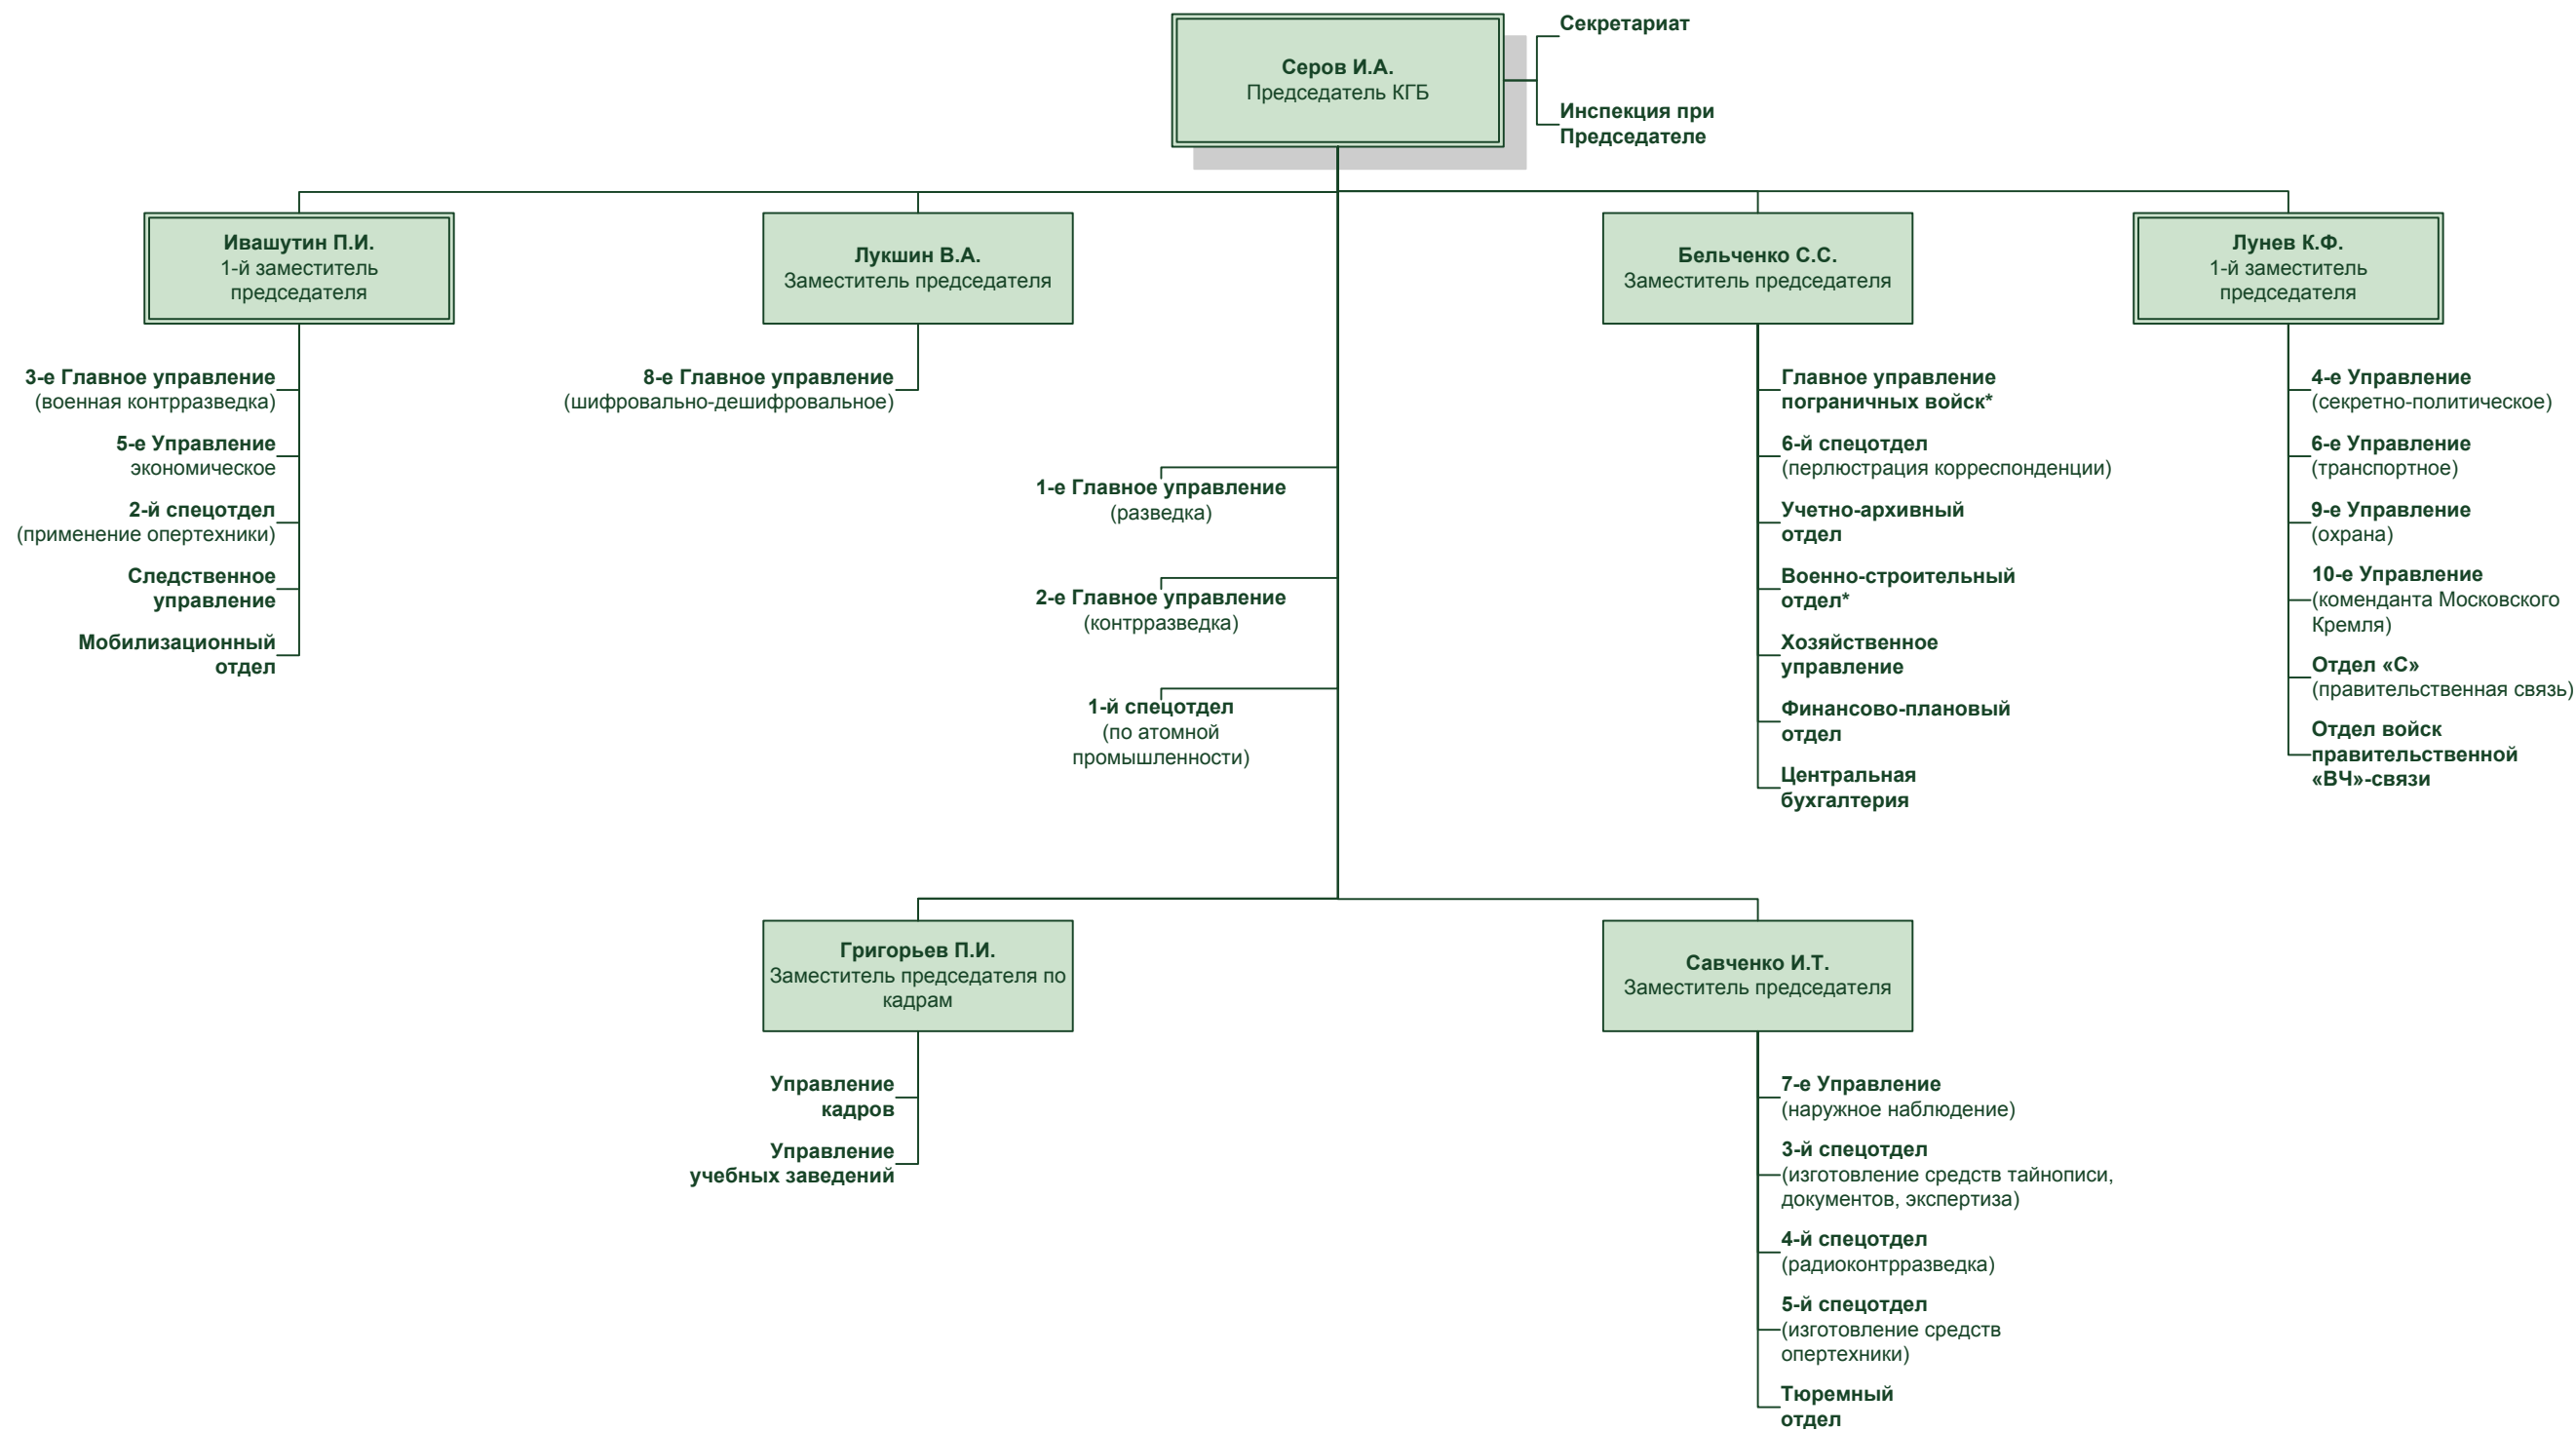 Серов И.А.
Председатель КГБ
Секретариат
Инспекция при
Председателе
Ивашутин П.И.
1-й заместитель
председателя
3-е Главное управление
(военная контрразведка)
5-е Управление
экономическое
2-й спецотдел
(применение опертехники)
Следственное
управление
Мобилизационный
отдел
Лукшин В.А.
Заместитель председателя
8-е Главное управление
(шифровально-дешифровальное)
1-е Главное управление
(разведка)
2-е Главное управление
(контрразведка)
1-й спецотдел
(по атомной
промышленности)
Бельченко С.С.
Заместитель председателя
Главное управление
пограничных войск*
6-й спецотдел
(перлюстрация корреспонденции)
Учетно-архивный
отдел
Военно-строительный
отдел*
Хозяйственное
управление
Финансово-плановый
отдел
Центральная
бухгалтерия
Лунев К.Ф.
1-й заместитель
председателя
4-е Управление
(секретно-политическое)
6-е Управление
(транспортное)
9-е Управление
(охрана)
10-е Управление
(коменданта Московского
Кремля)
Отдел «С»
(правительственная связь)
Отдел войск
правительственной
«ВЧ»-связи
Григорьев П.И.
Заместитель председателя по
кадрам
Управление
кадров
Управление
учебных заведений
Савченко И.Т.
Заместитель председателя
7-е Управление
(наружное наблюдение)
3-й спецотдел
(изготовление средств тайнописи,
документов, экспертиза)
4-й спецотдел
(радиоконтрразведка)
5-й спецотдел
(изготовление средств
опертехники)
Тюремный
отдел